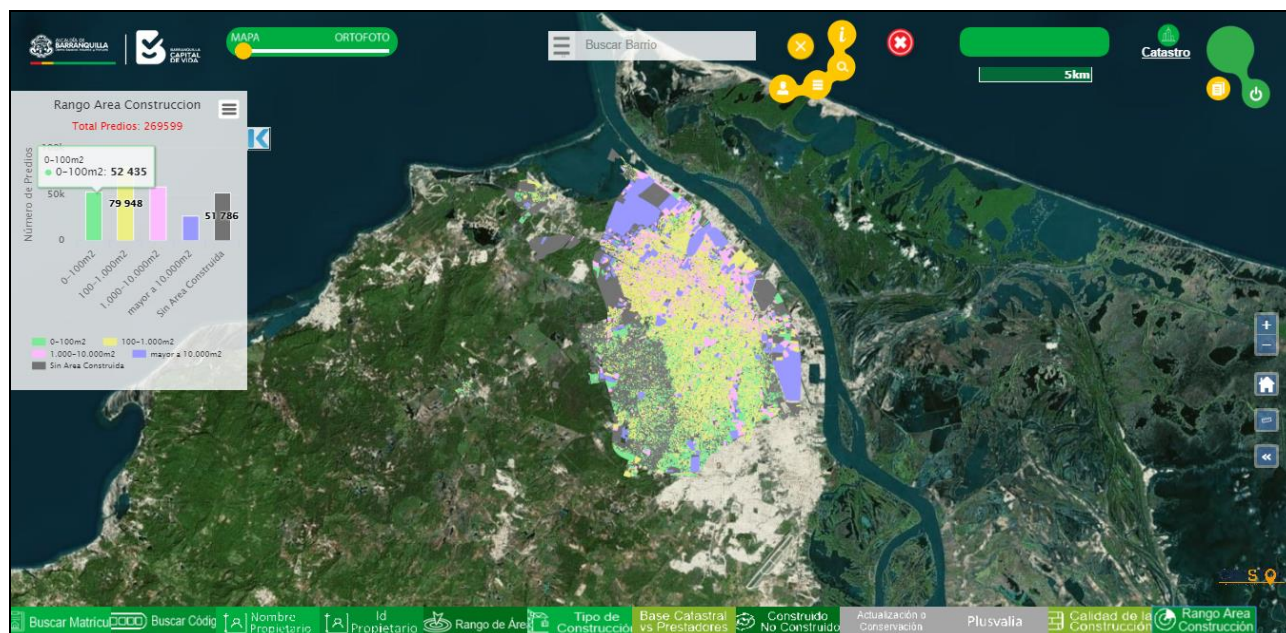 ALCALDÍA DE
BARRANQUILLA
BARRANQUILLA
CAPITAL
DE VIDA
MAPA
ORTOFOTO
Buscar Barrio
i
Catastro
5km
Rango Area Construccion
Total Predios: 269599
Número de Predios
0-100m2
0-100m2: 52 435
50k
79 948
51 786
0
0-100m2
100-1.000m2
1.000-10.000m2
mayor a 10.000m2
Sin Area Construida
0-100m2
100-1.000m2
1.000-10.000m2
mayor a 10.000m2
Sin Area Construida
+
−
Buscar Matricu
Buscar Códig
Nombre
Propietario
Id
Propietario
Rango de Área
Tipo de
Construcción
Base Catastral
vs Prestadores
Construido
No Construido
Actualización o
Conservación
Plusvalia
Calidad de la
Construcción
Rango Area
Construcción